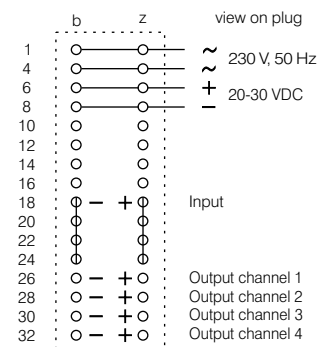 b z view on plug
1 ~
4 ~ 230 V, 50 Hz
6 +
8 − 20-30 VDC
10
12
14
16
18 − + Input
20
22
24
26 − + Output channel 1
28 − + Output channel 2
30 − + Output channel 3
32 − + Output channel 4